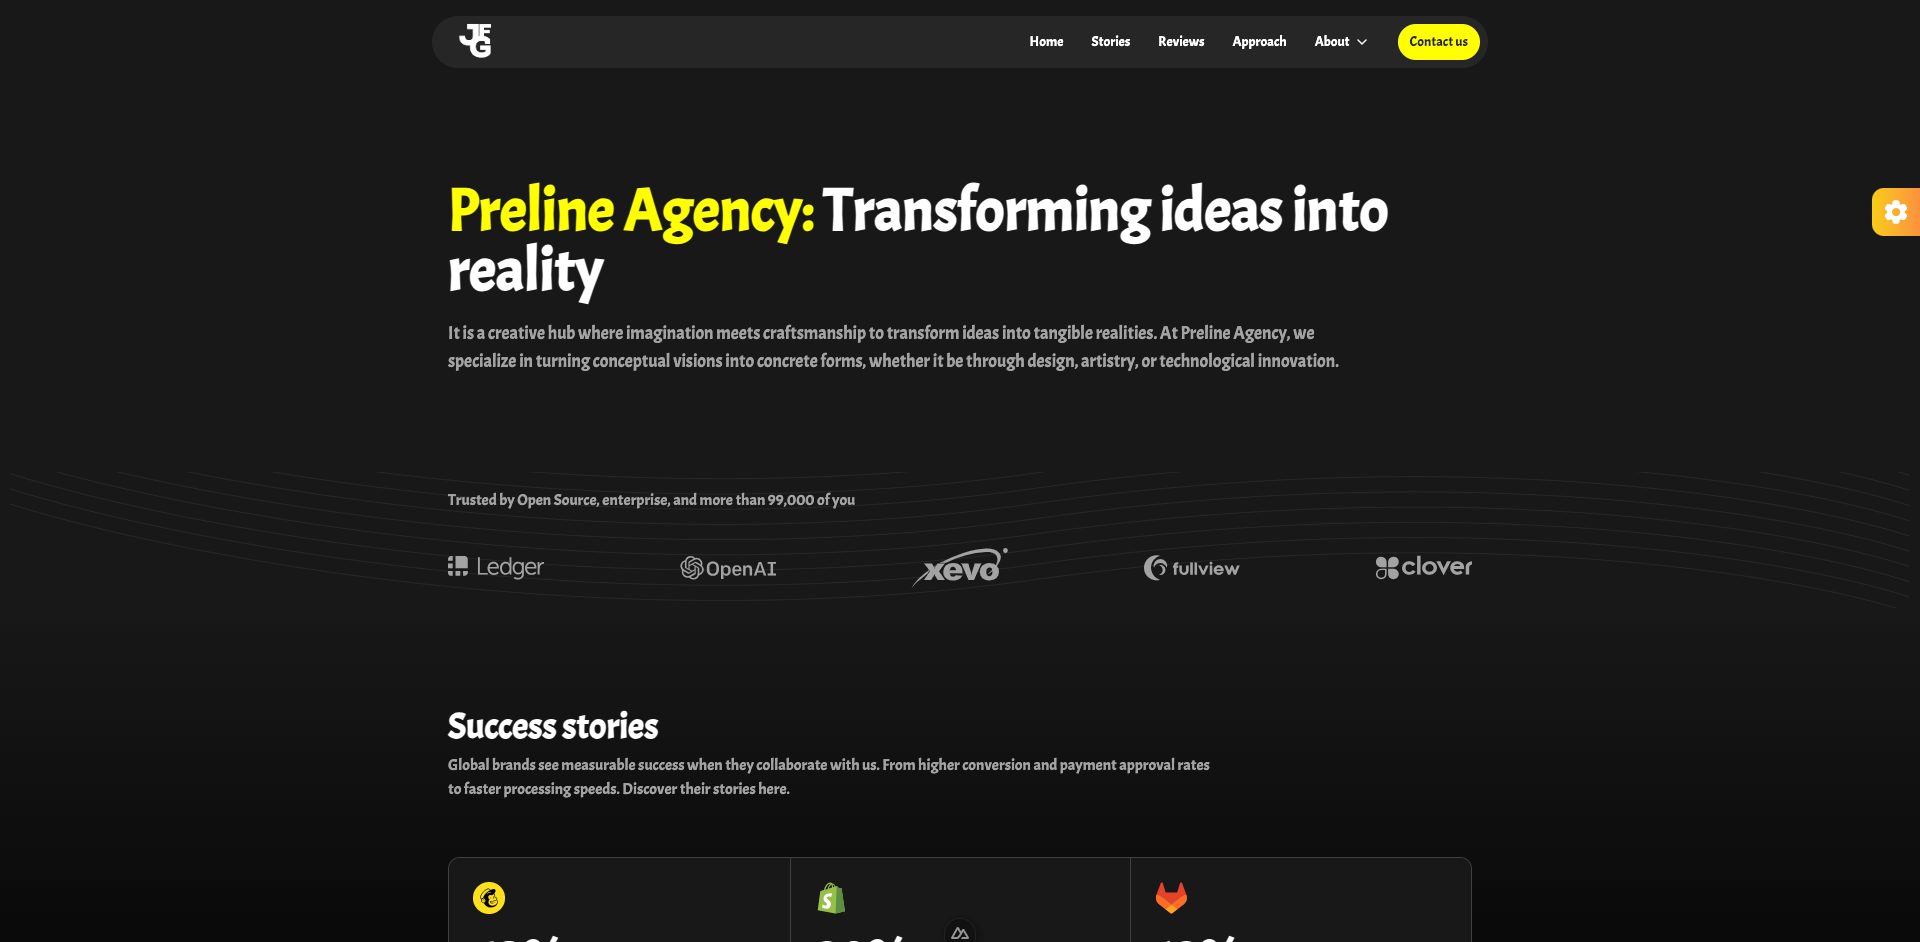 JEG
Home Stories Reviews Approach About Contact us
Preline Agency: Transforming ideas into
reality
It is a creative hub where imagination meets craftsmanship to transform ideas into tangible realities. At Preline Agency, we
specialize in turning conceptual visions into concrete forms, whether it be through design, artistry, or technological innovation.
Trusted by Open Source, enterprise, and more than 99,000 of you
Ledger OpenAI xevo fullview clover
Success stories
Global brands see measurable success when they collaborate with us. From higher conversion and payment approval rates
to faster processing speeds. Discover their stories here.